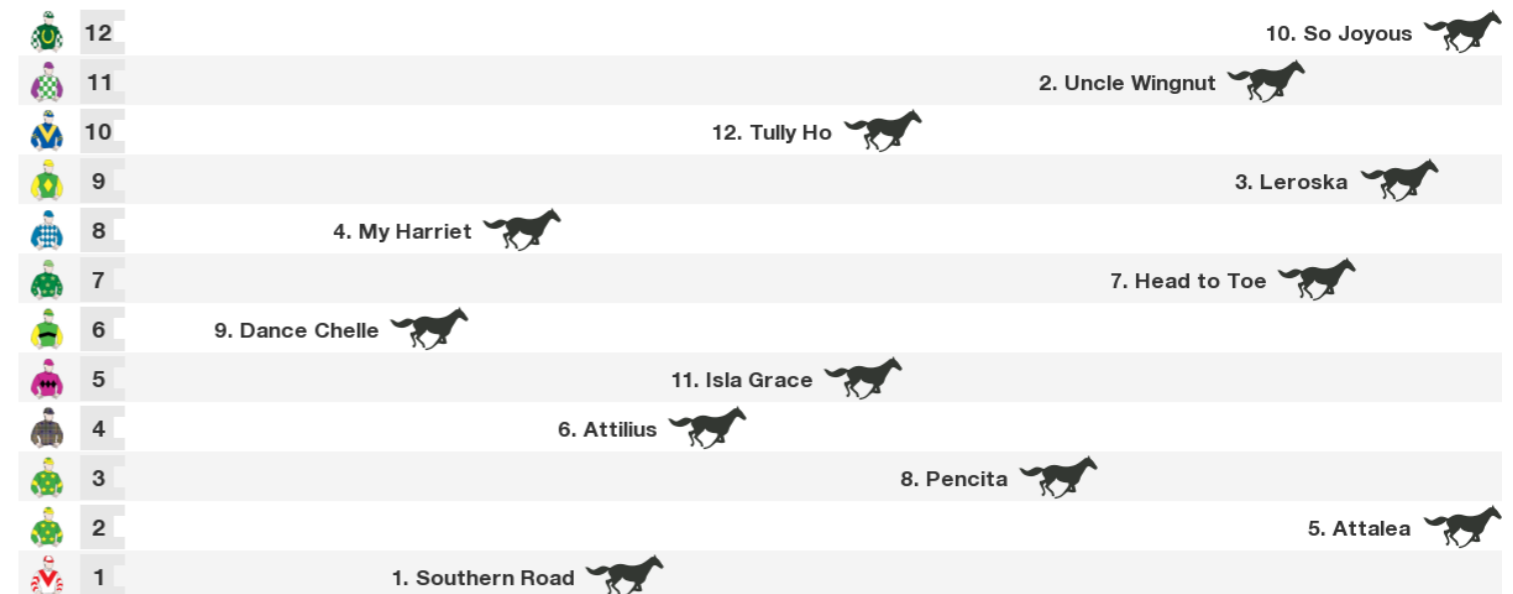 12 10. So Joyous
11 2. Uncle Wingnut
10 12. Tully Ho
9 3. Leroska
8 4. My Harriet
7 7. Head to Toe
6 9. Dance Chelle
5 11. Isla Grace
4 6. Attilius
3 8. Pencita
2 5. Attalea
1 1. Southern Road